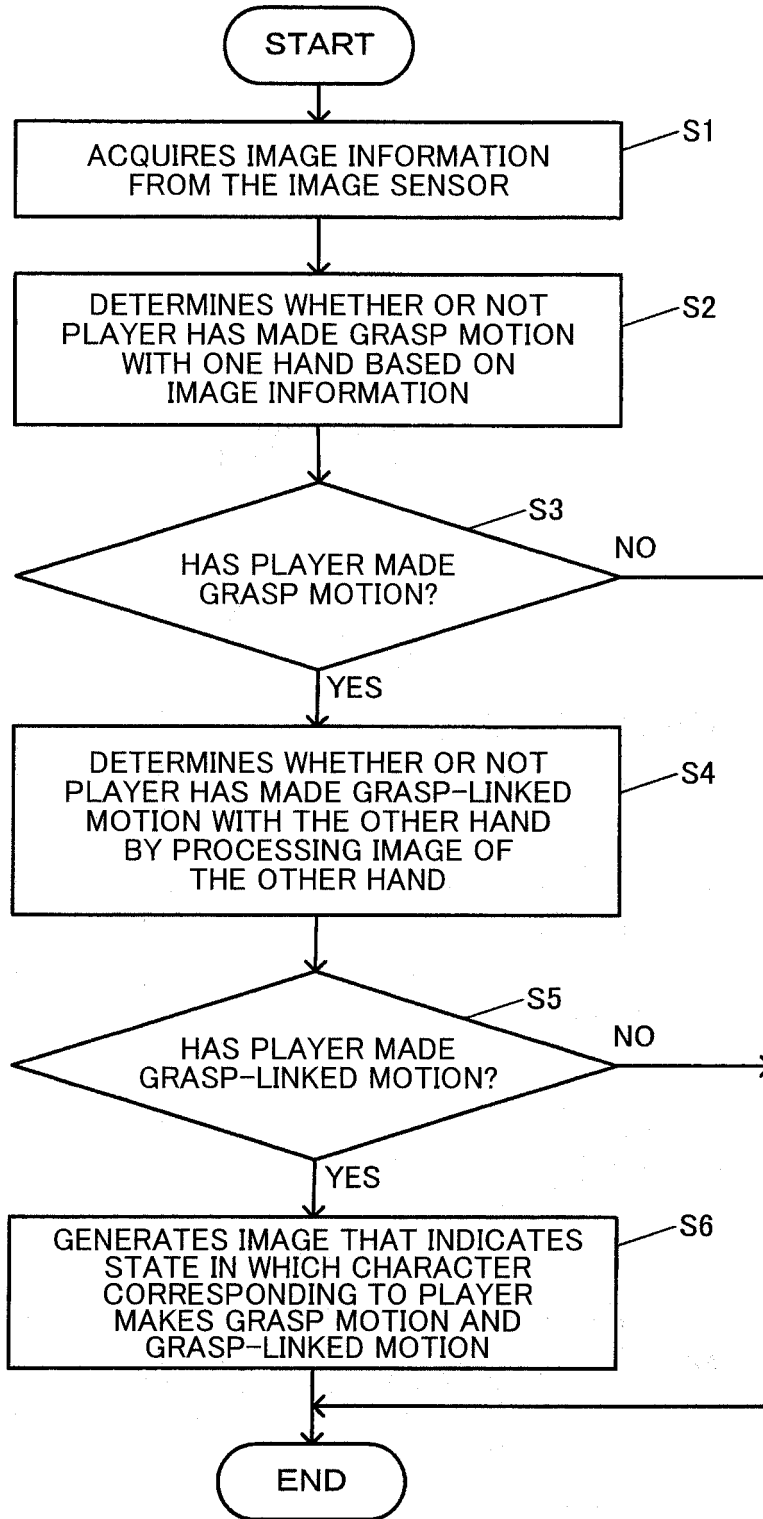 START
S1
ACQUIRES IMAGE INFORMATION
FROM THE IMAGE SENSOR
S2
DETERMINES WHETHER OR NOT
PLAYER HAS MADE GRASP MOTION
WITH ONE HAND BASED ON
IMAGE INFORMATION
S3
HAS PLAYER MADE
GRASP MOTION?
NO
YES
S4
DETERMINES WHETHER OR NOT
PLAYER HAS MADE GRASP-LINKED
MOTION WITH THE OTHER HAND
BY PROCESSING IMAGE OF
THE OTHER HAND
S5
HAS PLAYER MADE
GRASP-LINKED MOTION?
NO
YES
S6
GENERATES IMAGE THAT INDICATES
STATE IN WHICH CHARACTER
CORRESPONDING TO PLAYER
MAKES GRASP MOTION AND
GRASP-LINKED MOTION
END